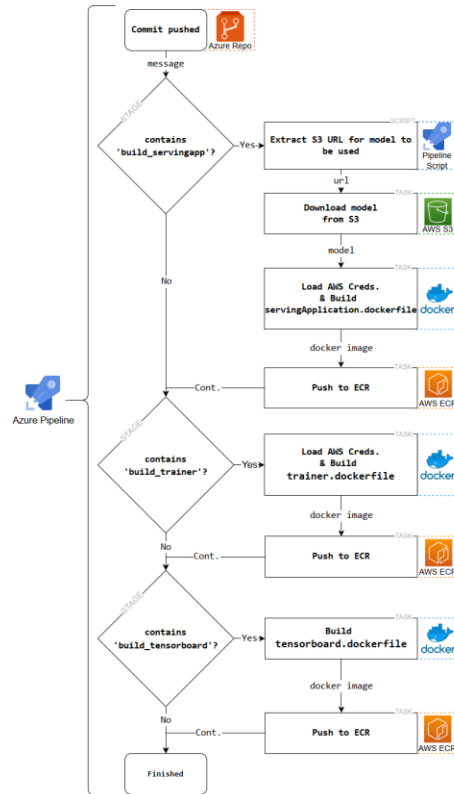 Commit pushed
Azure Repo
message
STAGE
contains
'build_servingapp'?
Yes
SCRIPT
Extract S3 URL for model to
be used
Pipeline
Script
url
TASK
Download model
from S3
AWS S3
model
No
TASK
Load AWS Creds.
& Build
servingApplication.dockerfile
docker
docker image
TASK
Push to ECR
AWS ECR
Cont.
Azure Pipeline
STAGE
contains
'build_trainer'?
Yes
TASK
Load AWS Creds.
& Build
trainer.dockerfile
docker
docker image
No
TASK
Push to ECR
AWS ECR
Cont.
STAGE
contains
'build_tensorboard'?
Yes
TASK
Build
tensorboard.dockerfile
docker
docker image
No
TASK
Push to ECR
AWS ECR
Cont.
Finished